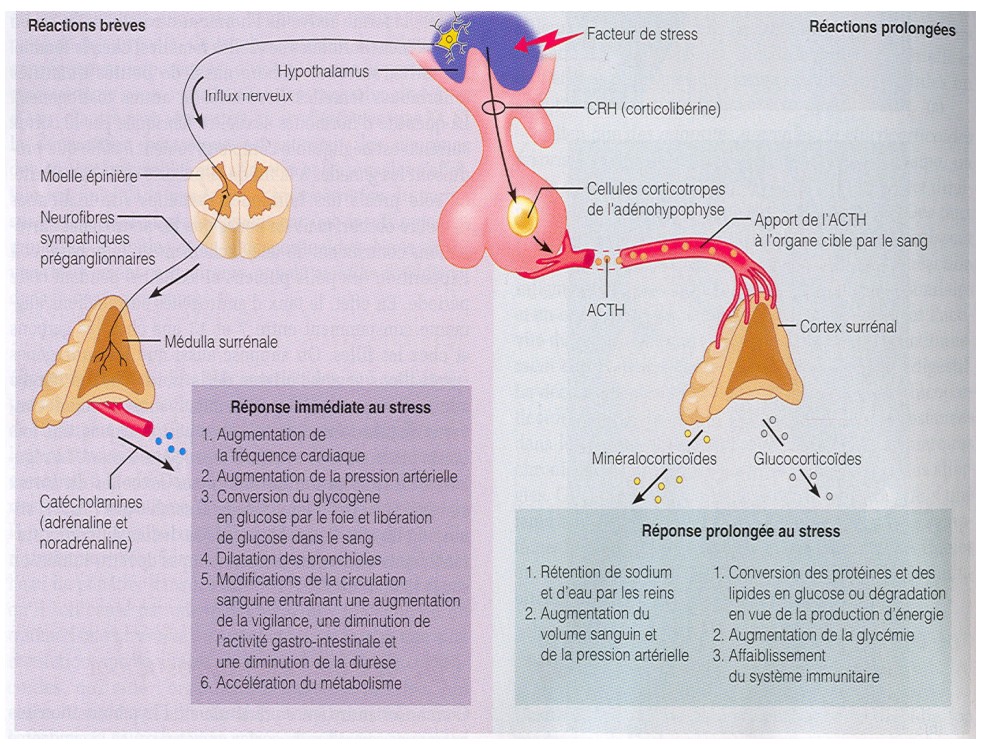 Réactions brèves
Réactions prolongées
Facteur de stress
Hypothalamus
Influx nerveux
CRH (corticolibérine)
Moelle épinière
Neurofibres
sympathiques
préganglionnaires
Cellules corticotropes
de l'adénohypophyse
Apport de l'ACTH
à l'organe cible par le sang
ACTH
Médulla surrénale
Cortex surrénal
Catécholamines
(adrénaline et
noradrénaline)
Réponse immédiate au stress
1. Augmentation de
la fréquence cardiaque
2. Augmentation de la pression artérielle
3. Conversion du glycogène
en glucose par le foie et libération
de glucose dans le sang
4. Dilatation des bronchioles
5. Modifications de la circulation
sanguine entraînant une augmentation
de la vigilance, une diminution de
l'activité gastro-intestinale et
une diminution de la diurèse
6. Accélération du métabolisme
Minéralocorticoïdes
Glucocorticoïdes
Réponse prolongée au stress
1. Rétention de sodium
et d'eau par les reins
2. Augmentation du
volume sanguin et
de la pression artérielle
1. Conversion des protéines et des
lipides en glucose ou dégradation
en vue de la production d'énergie
2. Augmentation de la glycémie
3. Affaiblissement
du système immunitaire